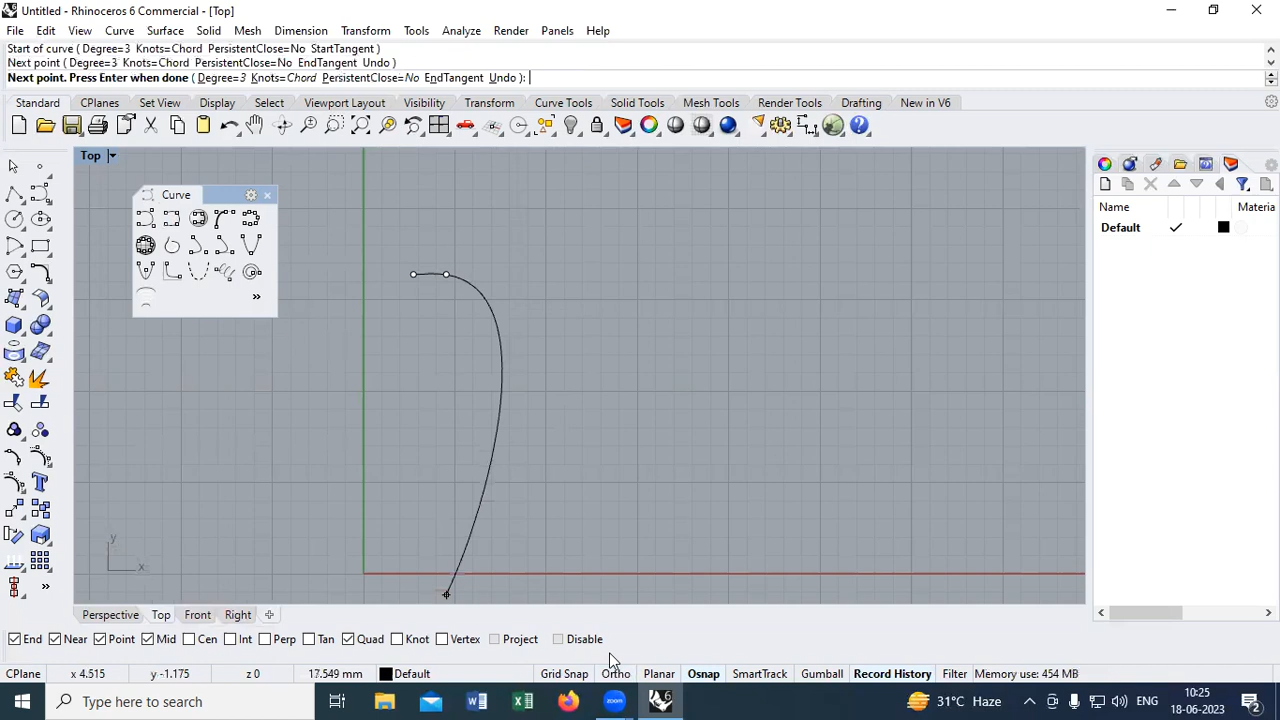 Untitled - Rhinoceros 6 Commercial - [Top]
File Edit View Curve Surface Solid Mesh Dimension Transform Tools Analyze Render Panels Help
Start of curve ( Degree=3 Knots=Chord PersistentClose=No StartTangent )
Next point ( Degree=3 Knots=Chord PersistentClose=No EndTangent Undo )
Next point. Press Enter when done ( Degree=3 Knots=Chord PersistentClose=No EndTangent Undo ):
Standard CPlanes Set View Display Select Viewport Layout Visibility Transform Curve Tools Solid Tools Mesh Tools Render Tools Drafting New in V6
Top
Curve
Name Materia
Default
y
x
Perspective Top Front Right
End Near Point Mid Cen Int Perp Tan Quad Knot Vertex Project Disable
CPlane x 4.515 y -1.175 z 0 17.549 mm Default Grid Snap Ortho Planar Osnap SmartTrack Gumball Record History Filter Memory use: 454 MB
Type here to search zoom 6 31°C Haze ENG 10:25
18-06-2023 2